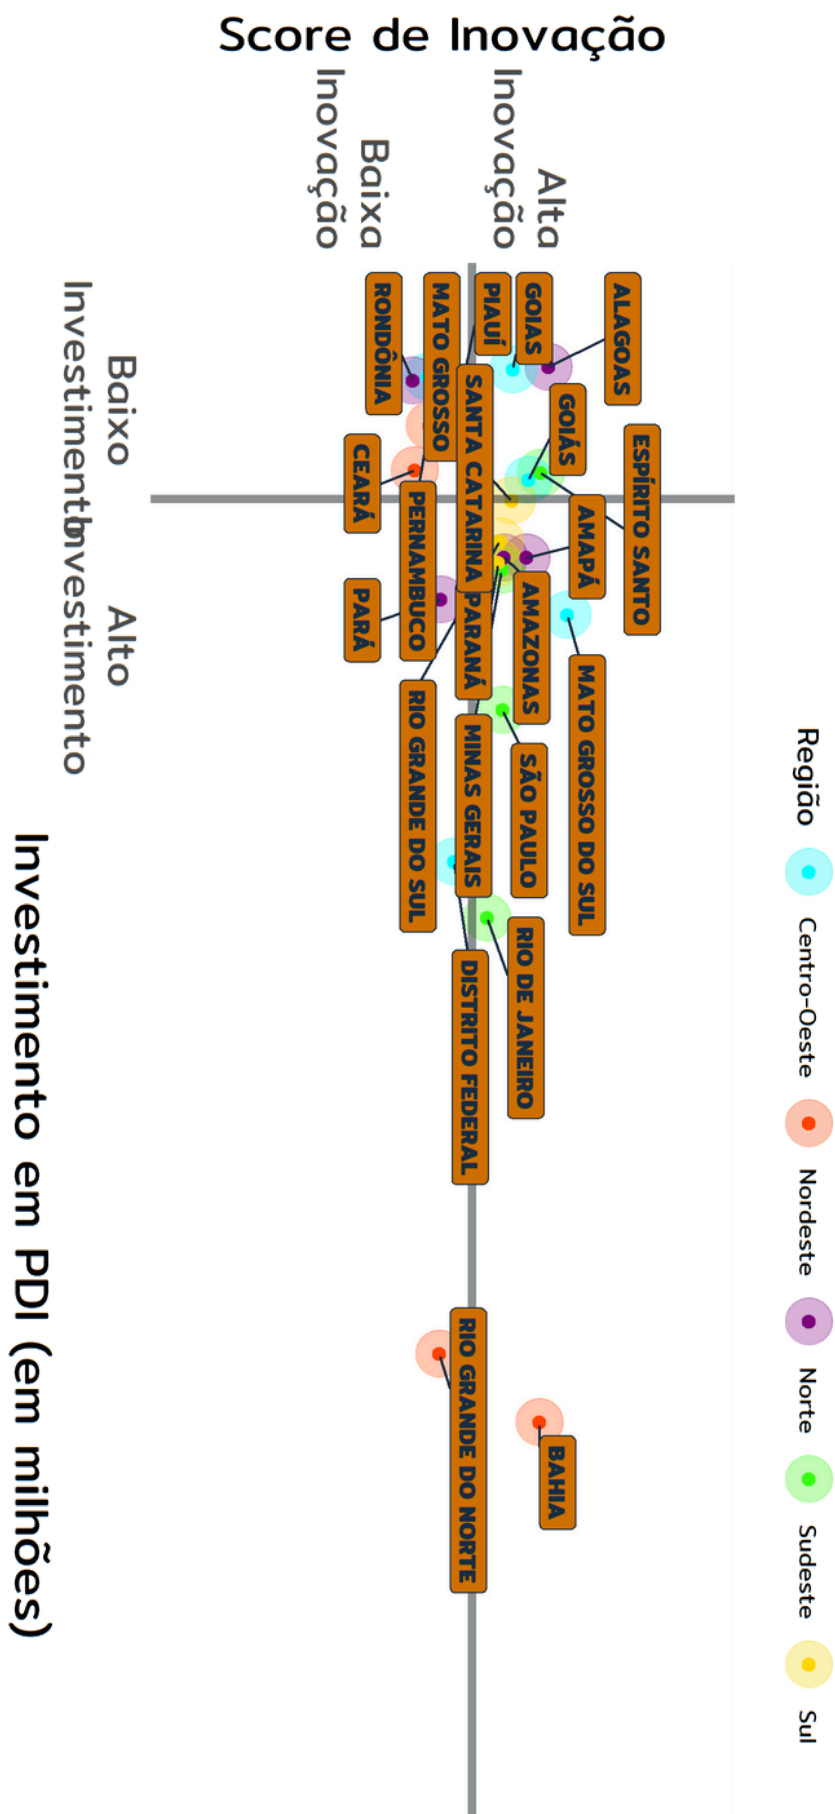 Score de Inovação
Alta
Inovação
Baixa
Inovação
Baixo
Investimento
Alto
Investimento
Investimento em PDI (em milhões)
ESPÍRITO SANTO
ALAGOAS
MATO GROSSO DO SUL
AMAPÁ
GOIÁS
BAHIA
GOIAS
AMAZONAS
SÃO PAULO
RIO DE JANEIRO
PIAUÍ
SANTA CATARINA
PARANÁ
MINAS GERAIS
DISTRITO FEDERAL
RIO GRANDE DO NORTE
MATO GROSSO
PERNAMBUCO
RIO GRANDE DO SUL
RONDÔNIA
CEARÁ
PARÁ
Região
Centro-Oeste
Nordeste
Norte
Sudeste
Sul